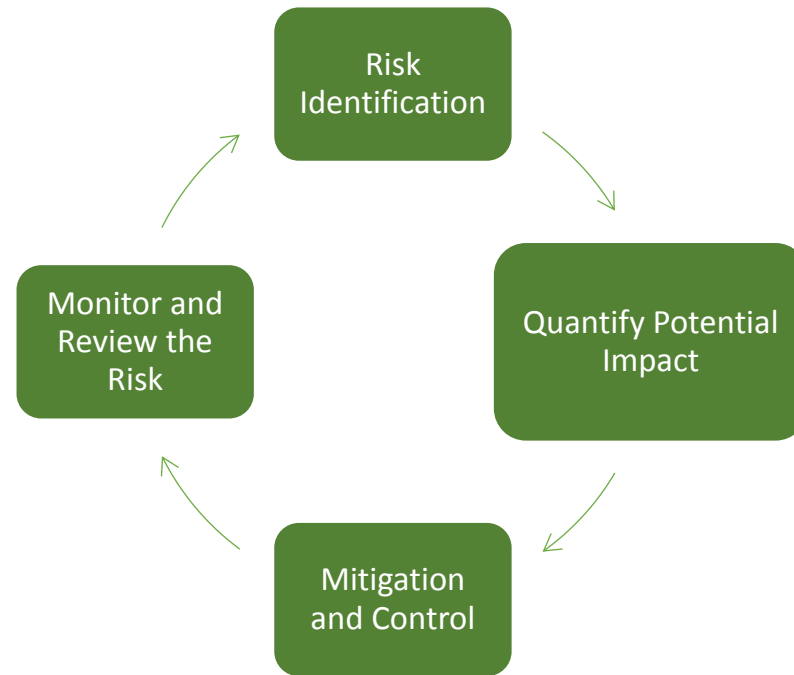 Risk
Identification
Quantify Potential
Impact
Mitigation
and Control
Monitor and
Review the
Risk